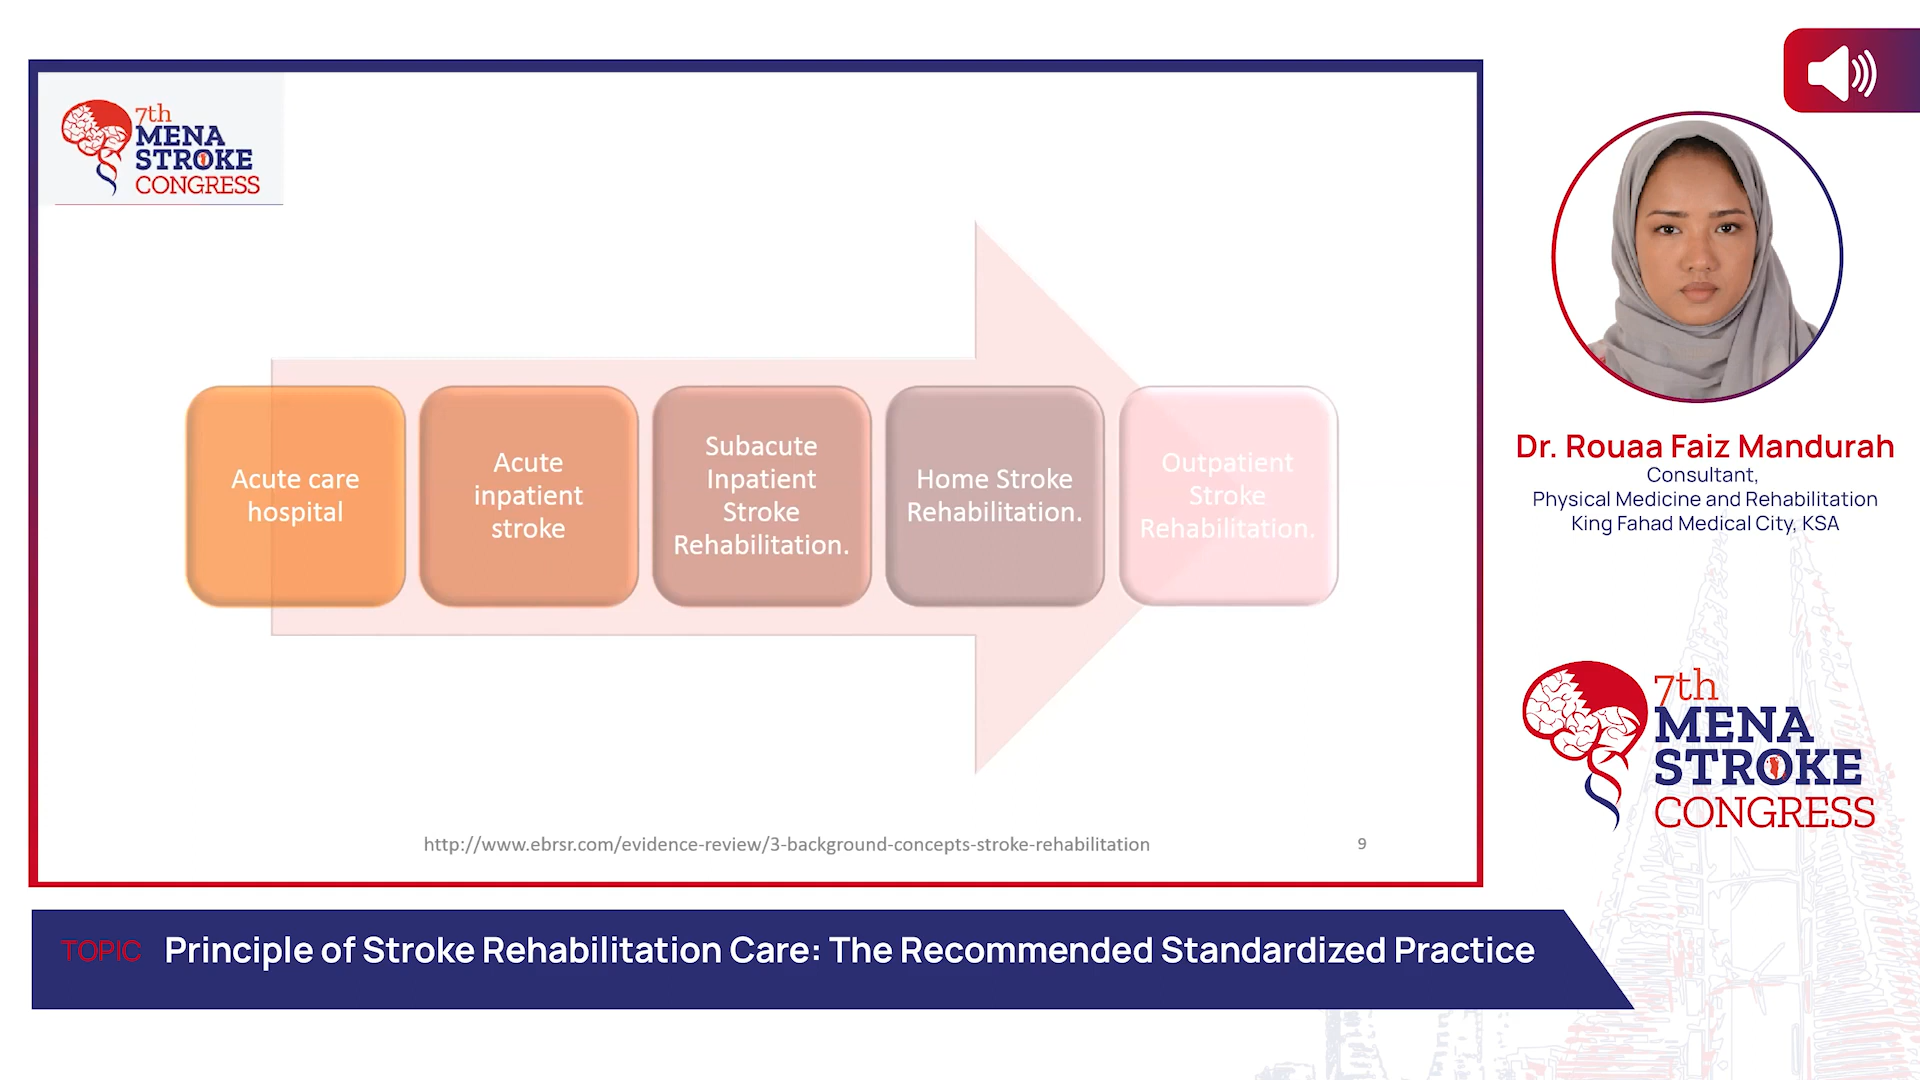 7th
MENA
STROKE
CONGRESS
Acute care
hospital
Acute
inpatient
stroke
Subacute
Inpatient
Stroke
Rehabilitation.
Home Stroke
Rehabilitation.
Outpatient
Stroke
Rehabilitation.
http://www.ebrsr.com/evidence-review/3-background-concepts-stroke-rehabilitation
9
Dr. Rouaa Faiz Mandurah
Consultant,
Physical Medicine and Rehabilitation
King Fahad Medical City, KSA
7th
MENA
STROKE
CONGRESS
TOPIC Principle of Stroke Rehabilitation Care: The Recommended Standardized Practice